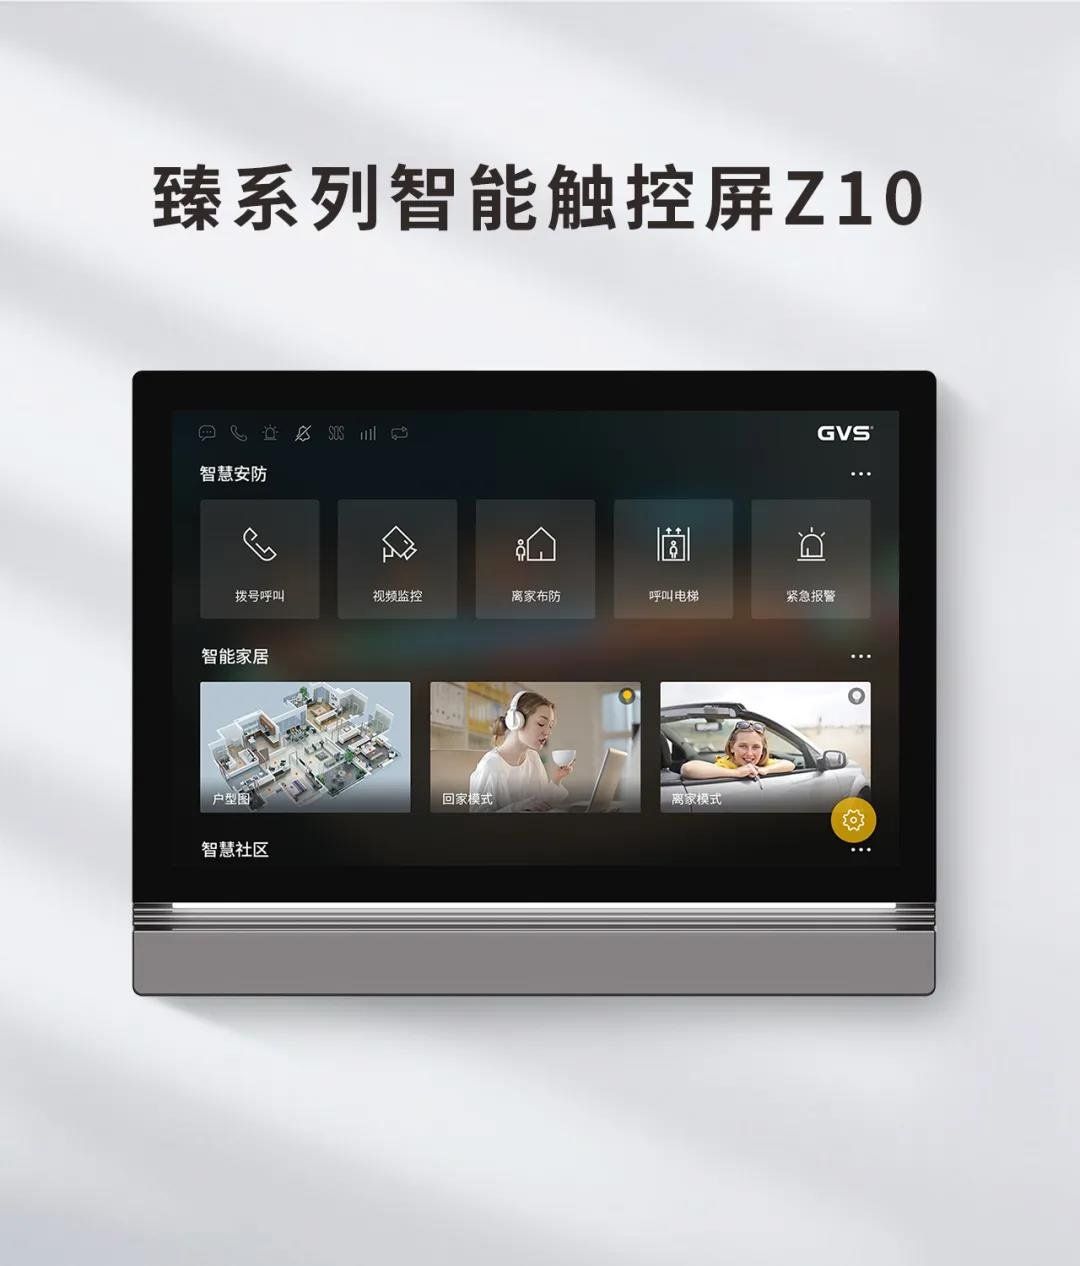 臻系列智能触控屏Z10
SOS
GVS®
智慧安防
拨号呼叫
视频监控
离家布防
呼叫电梯
紧急报警
智能家居
户型图
回家模式
离家模式
智慧社区